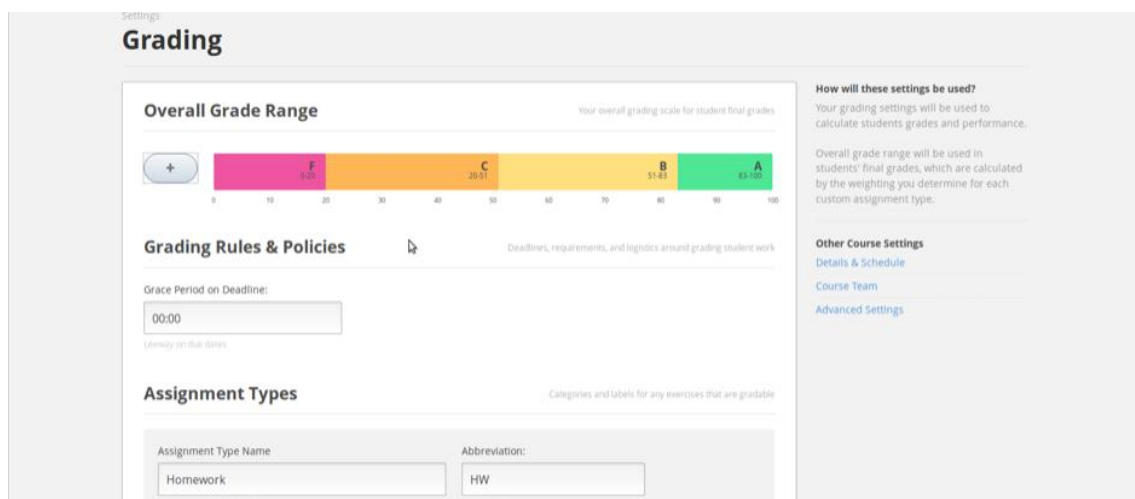 Settings
Grading
Overall Grade Range
Your overall grading scale for student final grades
+
F
0-20
C
20-51
B
51-83
A
83-100
0 10 20 30 40 50 60 70 80 90 100
Grading Rules & Policies
Deadlines, requirements, and logistics around grading student work
Grace Period on Deadline:
00:00
Leeway on due dates
Assignment Types
Categories and labels for any exercises that are gradable
Assignment Type Name
Homework
Abbreviation:
HW
How will these settings be used?
Your grading settings will be used to
calculate students grades and performance.
Overall grade range will be used in
students' final grades, which are calculated
by the weighting you determine for each
custom assignment type.
Other Course Settings
Details & Schedule
Course Team
Advanced Settings